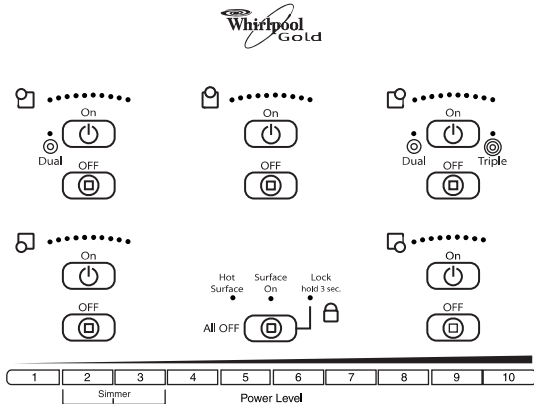 Whirlpool
Gold
On
On
On
Dual
Dual
Triple
OFF
OFF
OFF
On
Hot Surface
Surface On
Lock hold 3 sec.
On
OFF
All OFF
OFF
1 2 3 4 5 6 7 8 9 10
Simmer
Power Level